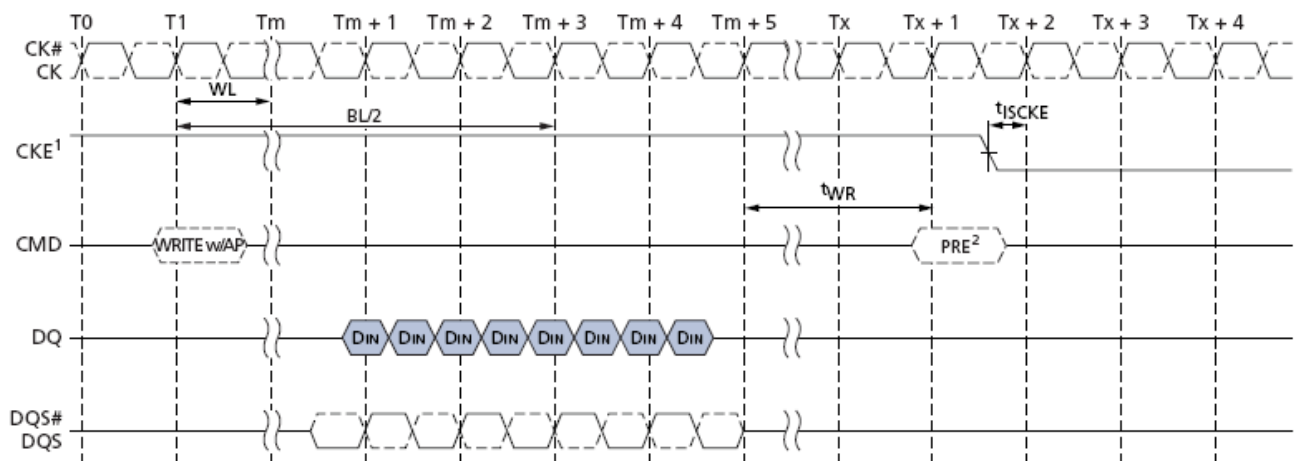 T0 T1 Tm Tm + 1 Tm + 2 Tm + 3 Tm + 4 Tm + 5 Tx Tx + 1 Tx + 2 Tx + 3 Tx + 4
CK#
CK
WL
BL/2
tISCKE
CKE1
tWR
CMD WRITE w/AP PRE2
DQ DIN DIN DIN DIN DIN DIN DIN DIN
DQS#
DQS